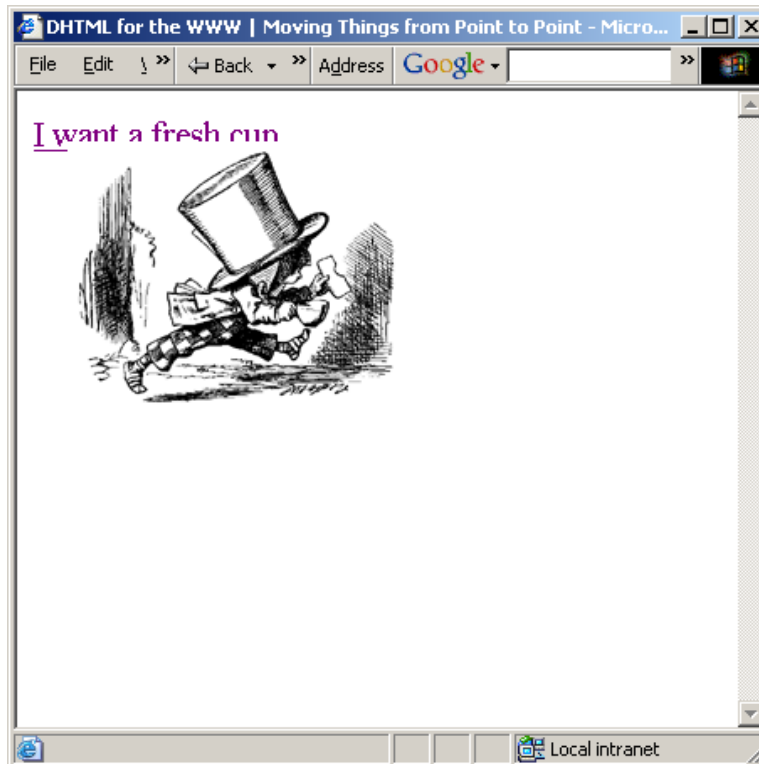 DHTML for the WWW | Moving Things from Point to Point - Micro...
File Edit » Back » Address Google »
I want a fresh cup
Local intranet